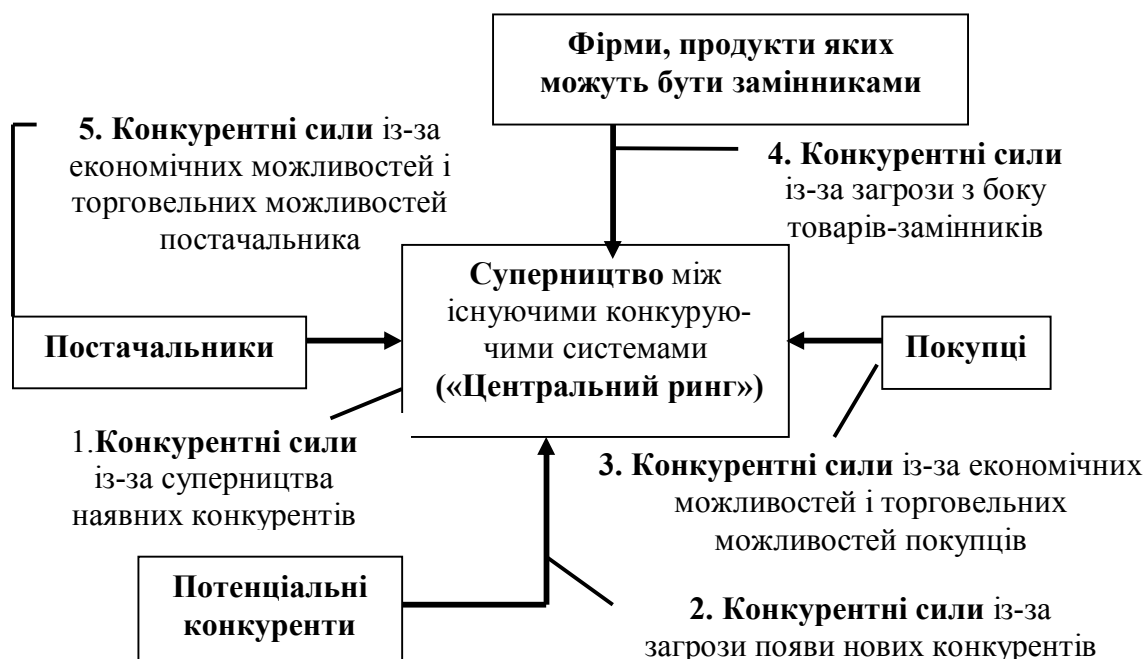 Фірми, продукти яких
можуть бути замінниками
5. Конкурентні сили із-за
економічних можливостей і
торговельних можливостей
постачальника
4. Конкурентні сили
із-за загрози з боку
товарів-замінників
Суперництво між
існуючими конкурую-
чими системами
(«Центральний ринг»)
Постачальники
Покупці
1.Конкурентні сили
із-за суперництва
наявних конкурентів
3. Конкурентні сили із-за економічних
можливостей і торговельних
можливостей покупців
Потенціальні
конкуренти
2. Конкурентні сили із-за
загрози появи нових конкурентів